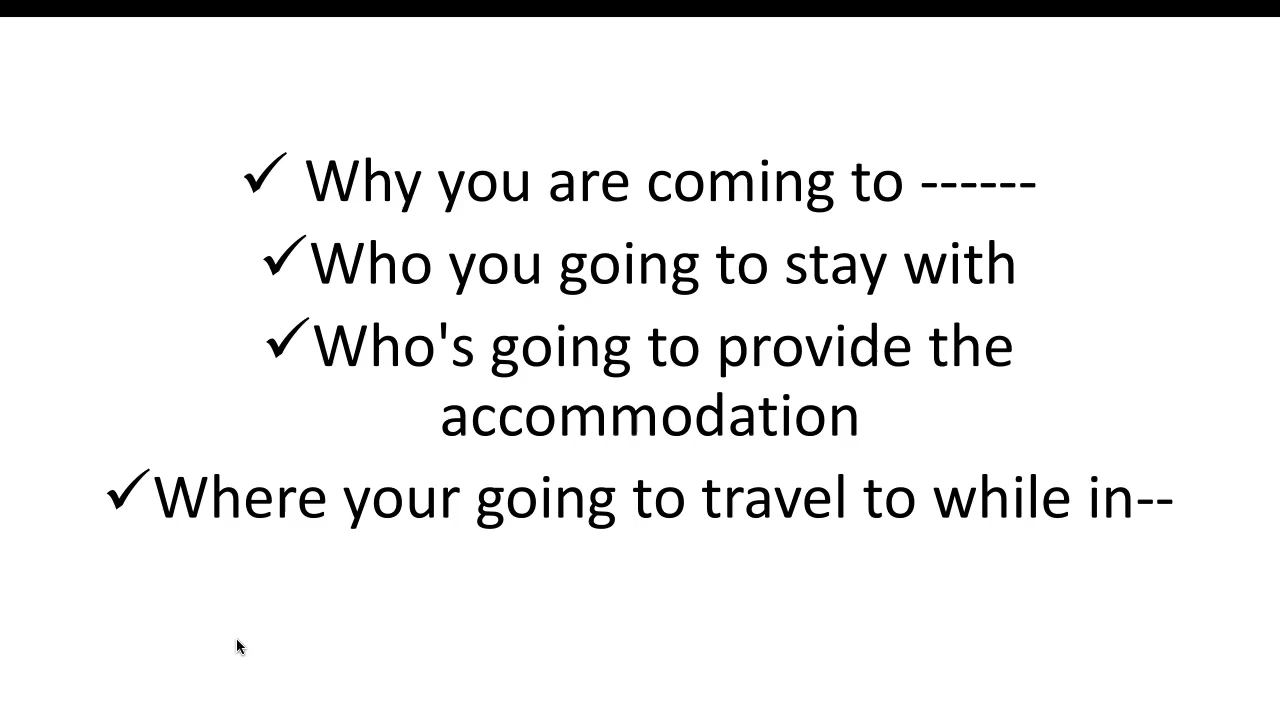 ✓ Why you are coming to ------
✓Who you going to stay with
✓Who's going to provide the
accommodation
✓Where your going to travel to while in--